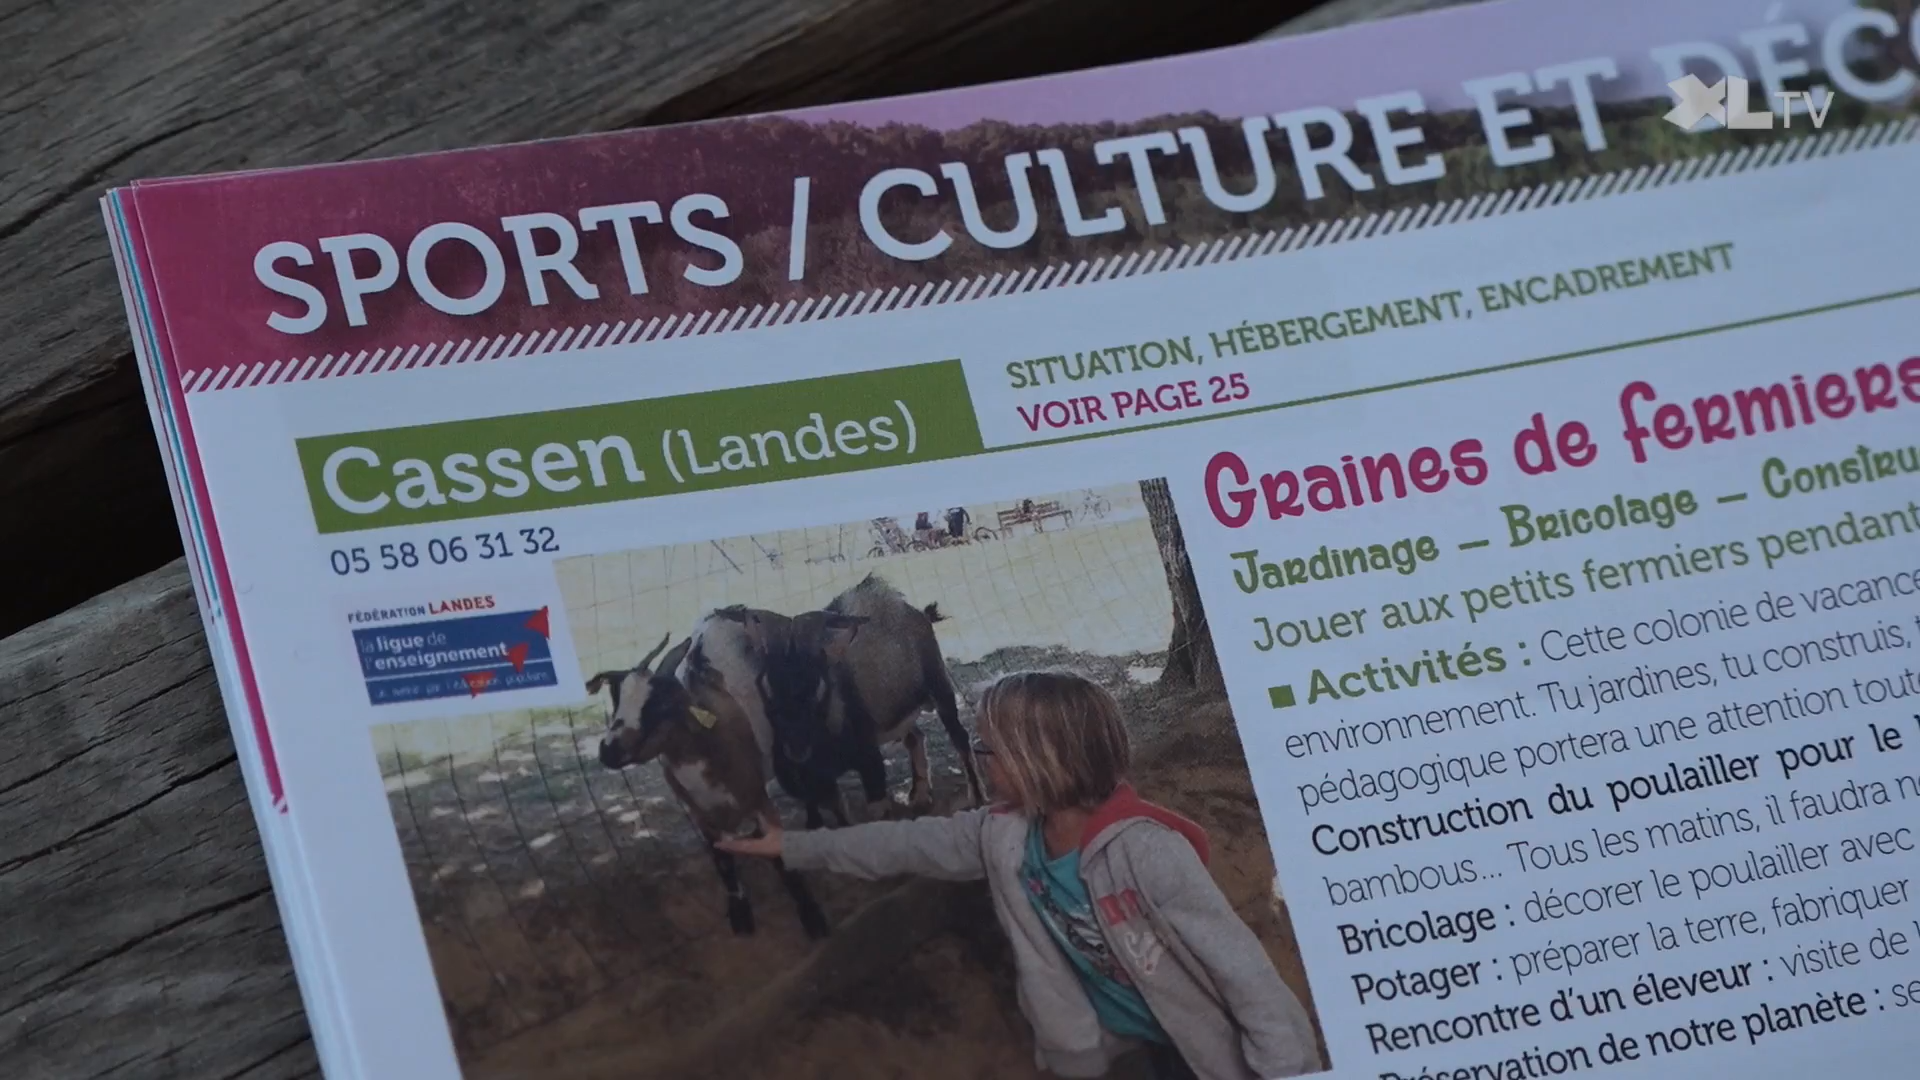 XLTV
SPORTS / CULTURE ET DÉC
SITUATION, HÉBERGEMENT, ENCADREMENT
VOIR PAGE 25
Cassen (Landes)
05 58 06 31 32
FÉDÉRATION LANDES
la ligue de
l'enseignement
Graines de fermiers
Jardinage – Bricolage – Constru
Jouer aux petits fermiers pendant
■ Activités : Cette colonie de vacance
environnement. Tu jardines, tu construis,
pédagogique portera une attention tout
Construction du poulailler pour le
bambous... Tous les matins, il faudra
Bricolage : décorer le poulailler avec
Potager : préparer la terre, fabriquer
Rencontre d'un éleveur : visite de
Préservation de notre planète :